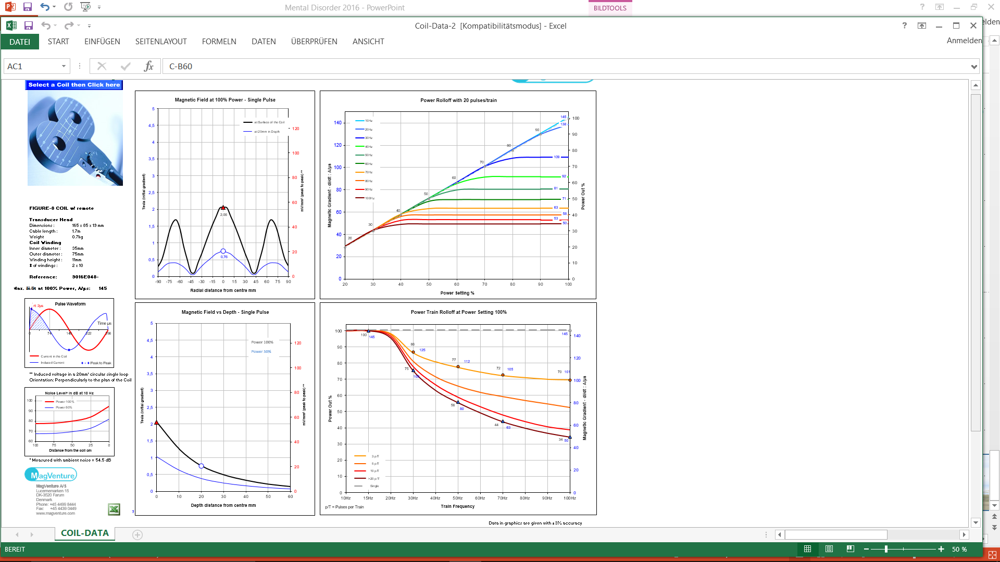 Mental Disorder 2016 - PowerPoint
BILDTOOLS
?
Coil-Data-2 [Kompatibilitätsmodus] - Excel
?
elden
DATEI START EINFÜGEN SEITENLAYOUT FORMELN DATEN ÜBERPRÜFEN ANSICHT
Anmelden
AC1
fx
C-B60
Select a Coil then Click here
FIGURE-8 COIL w/ remote
Transducer Head
Dimensions : 165 x 85 x 19 mm
Cable length : 1.7m
Weight 0.7kg
Coil Winding
Inner diameter : 35mm
Outer diameter : 75mm
Winding height : 11mm
# of windings : 2 x 10
Reference: 9016E048-
Max. δi/δt at 100% Power, A/µs: 145
Pulse Waveform
rt: 2µs
Time µs
0 74 148 222 296
Current in the Coil
Induced Current
♦ - ♦ Peak to Peak
** Induced voltage in a 20mm² circular single loop
Orientation: Perpendicularly to the plan of the Coil
Noise Level* in dB at 10 Hz
Power 100%
Power 50%
100
90
80
70
60
100 75 50 25 0
Distance from the coil cm
* Measured with ambient noise = 54.5 dB
MagVenture
MagVenture A/S
Lucernemarken 15
DK-3520 Farum
Denmark
Phone: +45 4499 8444
Fax: +45 4439 0449
www.magventure.com
7
Magnetic Field at 100% Power - Single Pulse
at Surface of the Coil
at 20mm in Depth
Tesla (initial gradient)
mV/mm² (peak to peak) **
5
4,5
4
3,5
3
2,5
2
1,5
1
0,5
0
120
100
80
60
40
20
0
2,06
0,76
-90 -75 -60 -45 -30 -15 0 15 30 45 60 75 90
Radial distance from centre mm
Power Rolloff with 20 pulses/train
10Hz
20Hz
30Hz
40Hz
50Hz
60Hz
70Hz
80Hz
90Hz
100Hz
Magnetic Gradient - dI/dt : A/µs
Power Out %
140
120
100
80
60
40
20
0
100
90
80
70
60
50
40
30
20
10
0
20 30 40 50 60 70 80 90
145
138
109
92
81
71
63
58
53
50
20 30 40 50 60 70 80 90 100
Power Setting %
Magnetic Field vs Depth - Single Pulse
Power 100%
Power 50%
Tesla (initial gradient)
mV/mm² (peak to peak) **
5
4,5
4
3,5
3
2,5
2
1,5
1
0,5
0
120
100
80
60
40
20
0
0 10 20 30 40 50 60
Depth distance from centre mm
Power Train Rolloff at Power Setting 100%
Power Out %
Magnetic Gradient - dI/dt : A/µs
100
90
80
70
60
50
40
30
20
10
0
140
120
100
80
60
40
20
0
100 145
86 125
77 112
72 105
70 101
145
75 109
56 80
44 63
34 50
3 p/T
5 p/T
10 p/T
>20 p/T
Single
10Hz 15Hz 20Hz 30Hz 40Hz 50Hz 60Hz 70Hz 80Hz 90Hz 100Hz
Train Frequency
p/T = Pulses per Train
Data in graphics are given with ±3% accuracy
COIL-DATA
BEREIT
50 %